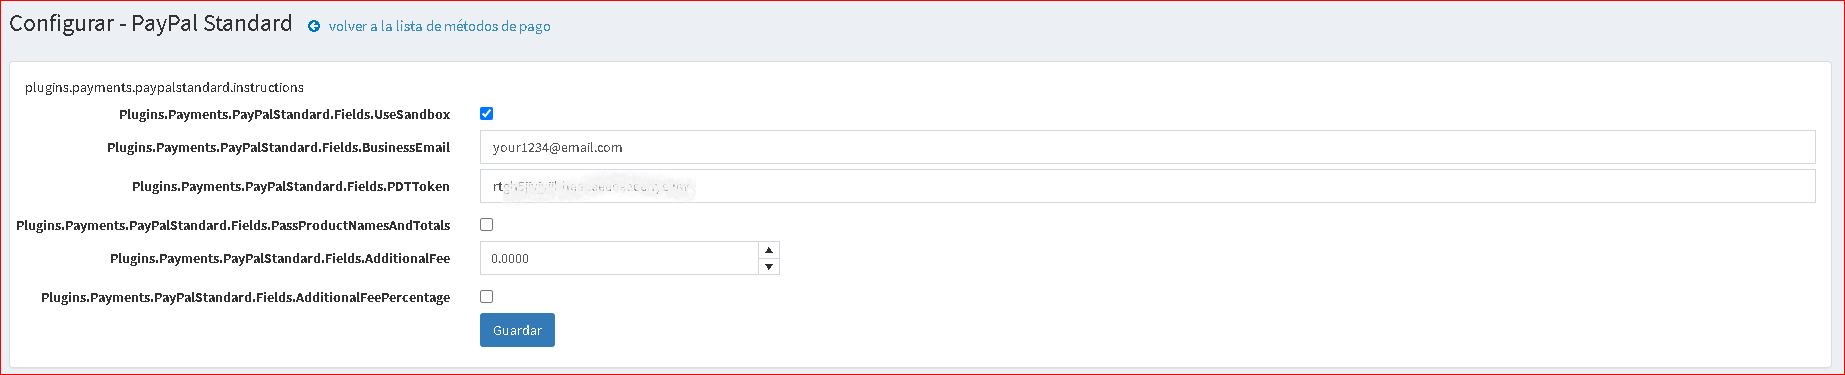 Configurar - PayPal Standard volver a la lista de métodos de pago
plugins.payments.paypalstandard.instructions
Plugins.Payments.PayPalStandard.Fields.UseSandbox
Plugins.Payments.PayPalStandard.Fields.BusinessEmail your1234@email.com
Plugins.Payments.PayPalStandard.Fields.PDTToken
Plugins.Payments.PayPalStandard.Fields.PassProductNamesAndTotals
Plugins.Payments.PayPalStandard.Fields.AdditionalFee 0.0000
Plugins.Payments.PayPalStandard.Fields.AdditionalFeePercentage
Guardar